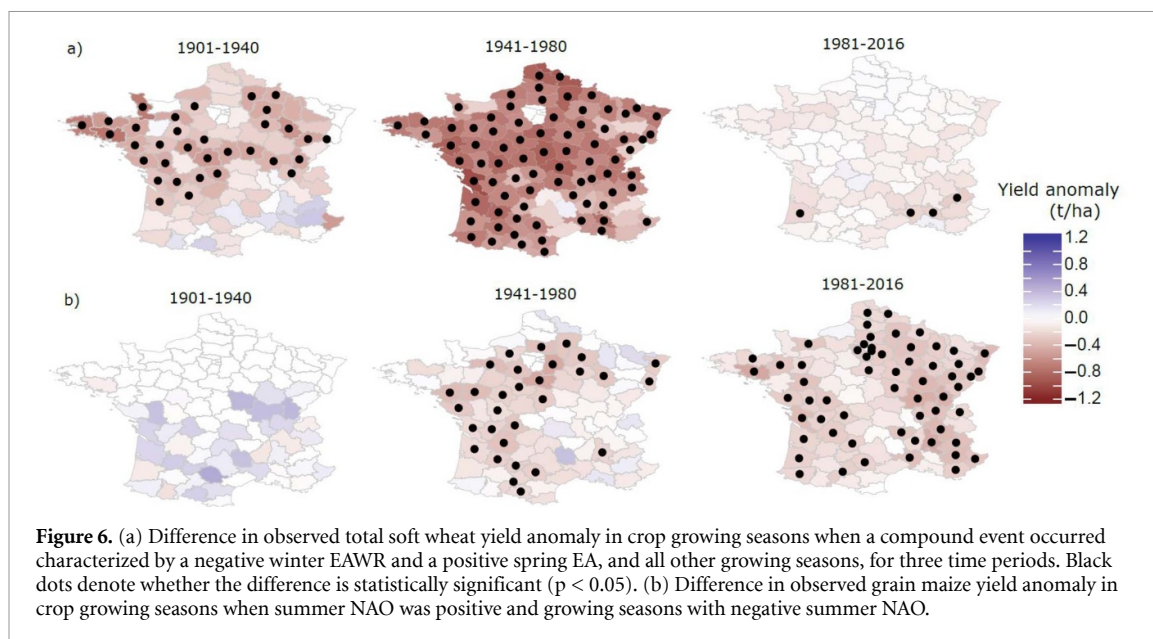 a)
1901-1940
1941-1980
1981-2016
Yield anomaly
(t/ha)
1.2
0.8
0.4
0.0
−0.4
−0.8
−1.2
b)
1901-1940
1941-1980
1981-2016
Figure 6. (a) Difference in observed total soft wheat yield anomaly in crop growing seasons when a compound event occurred
characterized by a negative winter EAWR and a positive spring EA, and all other growing seasons, for three time periods. Black
dots denote whether the difference is statistically significant (p < 0.05). (b) Difference in observed grain maize yield anomaly in
crop growing seasons when summer NAO was positive and growing seasons with negative summer NAO.